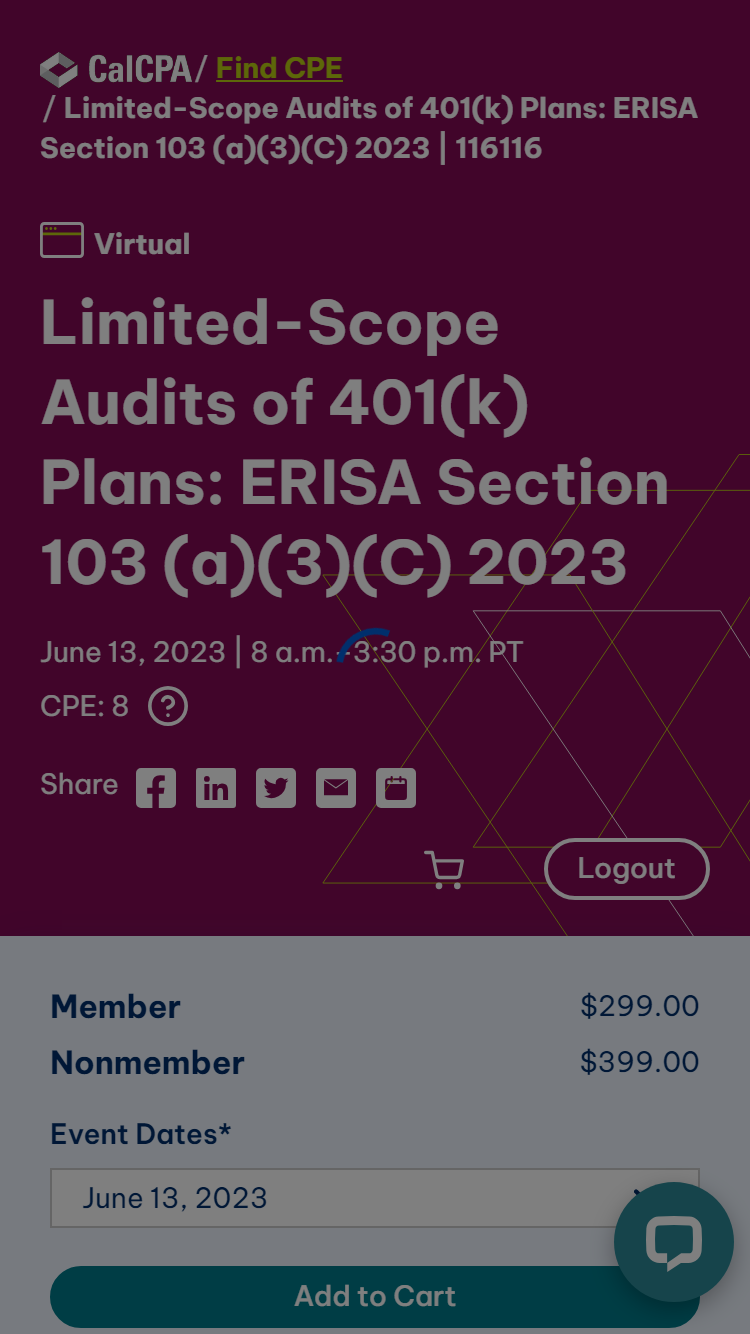 CalCPA / Find CPE
/ Limited-Scope Audits of 401(k) Plans: ERISA
Section 103 (a)(3)(C) 2023 | 116116
Virtual
Limited-Scope
Audits of 401(k)
Plans: ERISA Section
103 (a)(3)(C) 2023
June 13, 2023 | 8 a.m.–3:30 p.m. PT
CPE: 8 ?
Share
Logout
Member $299.00
Nonmember $399.00
Event Dates*
June 13, 2023
Add to Cart